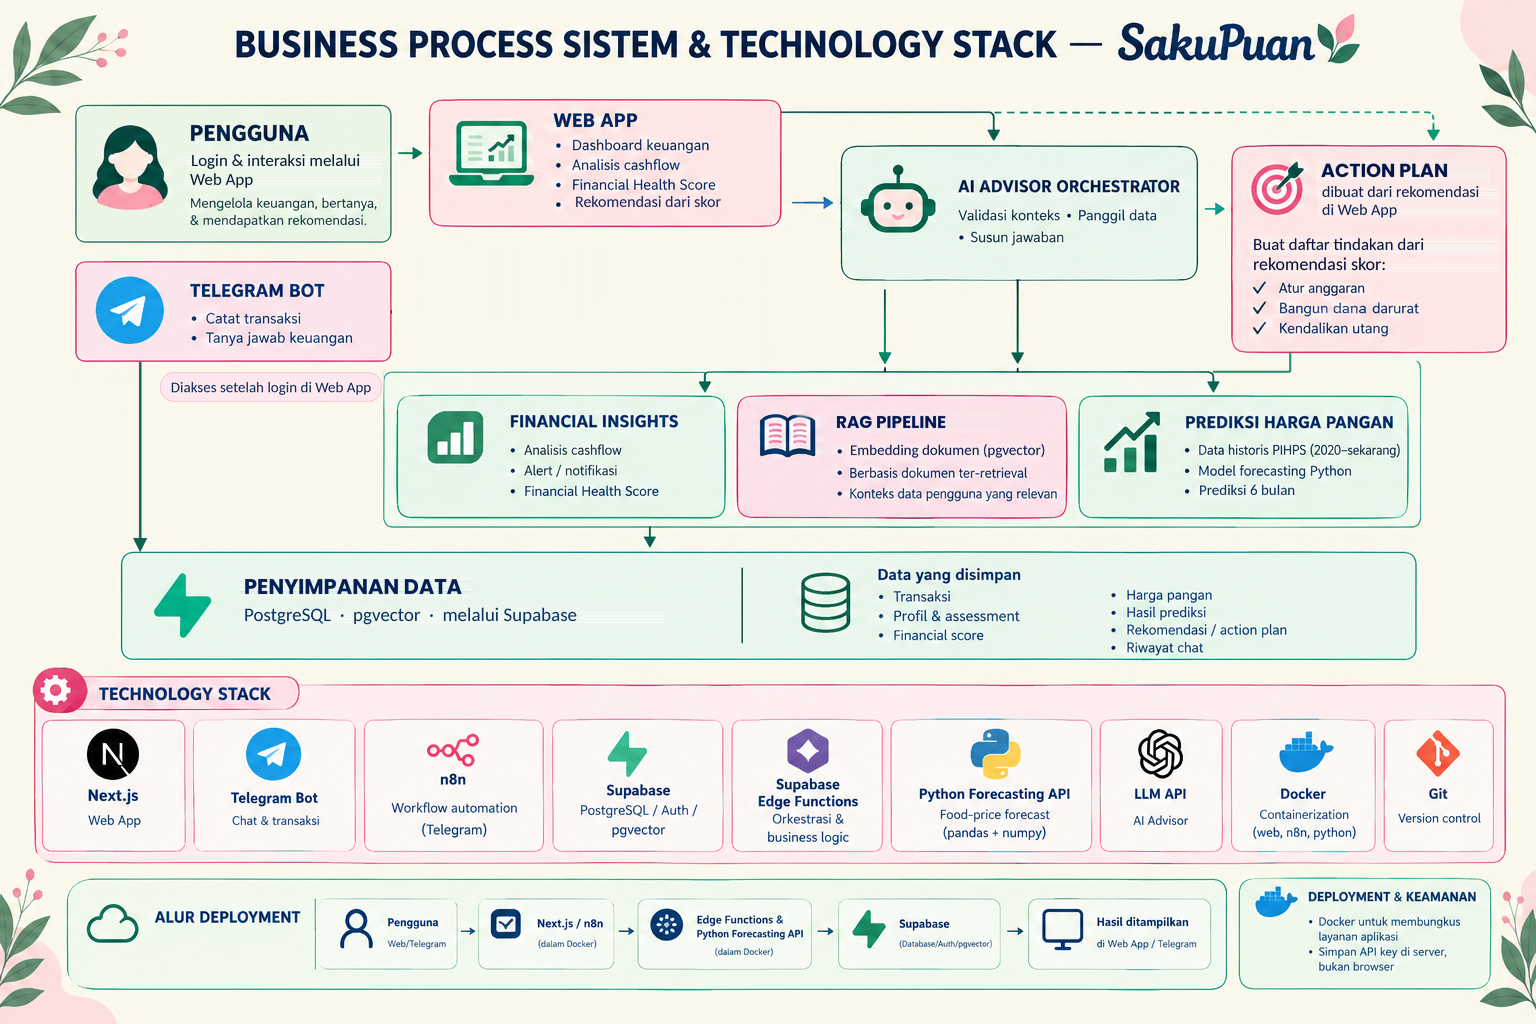 BUSINESS PROCESS SISTEM & TECHNOLOGY STACK — SakuPuan
PENGGUNA
Login & interaksi melalui
Web App
Mengelola keuangan, bertanya,
& mendapatkan rekomendasi.
WEB APP
• Dashboard keuangan
• Analisis cashflow
• Financial Health Score
• Rekomendasi dari skor
AI ADVISOR ORCHESTRATOR
Validasi konteks • Panggil data
• Susun jawaban
ACTION PLAN
dibuat dari rekomendasi
di Web App
Buat daftar tindakan dari
rekomendasi skor:
✓ Atur anggaran
✓ Bangun dana darurat
✓ Kendalikan utang
TELEGRAM BOT
• Catat transaksi
• Tanya jawab keuangan
Diakses setelah login di Web App
FINANCIAL INSIGHTS
• Analisis cashflow
• Alert / notifikasi
• Financial Health Score
RAG PIPELINE
• Embedding dokumen (pgvector)
• Berbasis dokumen ter-retrieval
• Konteks data pengguna yang relevan
PREDIKSI HARGA PANGAN
• Data historis PIHPS (2020–sekarang)
• Model forecasting Python
• Prediksi 6 bulan
PENYIMPANAN DATA
PostgreSQL · pgvector · melalui Supabase
Data yang disimpan
• Transaksi
• Profil & assessment
• Financial score
• Harga pangan
• Hasil prediksi
• Rekomendasi / action plan
• Riwayat chat
TECHNOLOGY STACK
N
Next.js
Web App
Telegram Bot
Chat & transaksi
n8n
Workflow automation
(Telegram)
Supabase
PostgreSQL / Auth /
pgvector
Supabase
Edge Functions
Orkestrasi &
business logic
Python Forecasting API
Food-price forecast
(pandas + numpy)
LLM API
AI Advisor
Docker
Containerization
(web, n8n, python)
Git
Version control
ALUR DEPLOYMENT
Pengguna
Web/Telegram
Next.js / n8n
(dalam Docker)
Edge Functions &
Python Forecasting API
(dalam Docker)
Supabase
(Database/Auth/pgvector)
Hasil ditampilkan
di Web App / Telegram
DEPLOYMENT & KEAMANAN
• Docker untuk membungkus
layanan aplikasi
• Simpan API key di server,
bukan browser